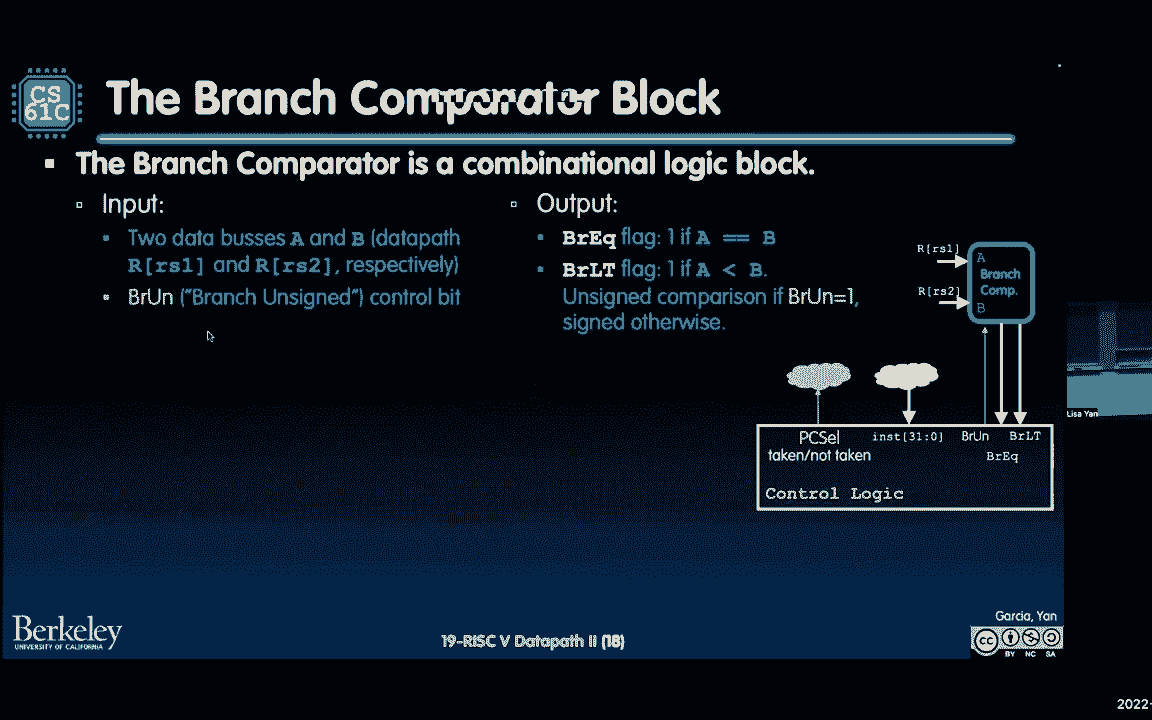 CS
61C
The Branch Comparator Block
The Branch Comparator is a combinational logic block.
Input:
Two data busses A and B (datapath
R[rs1] and R[rs2], respectively)
BrUn ("Branch Unsigned") control bit
Output:
BrEq flag: 1 if A == B
BrLT flag: 1 if A < B.
Unsigned comparison if BrUn=1,
signed otherwise.
R[rs1]
A
Branch
Comp.
R[rs2]
B
PCSel
taken/not taken
inst[31:0]
BrUn
BrLT
BrEq
Control Logic
Lisa Yan
Berkeley
UNIVERSITY OF CALIFORNIA
19-RISC V Datapath II (18)
Garcia, Yan
cc
BY NC SA
2022-